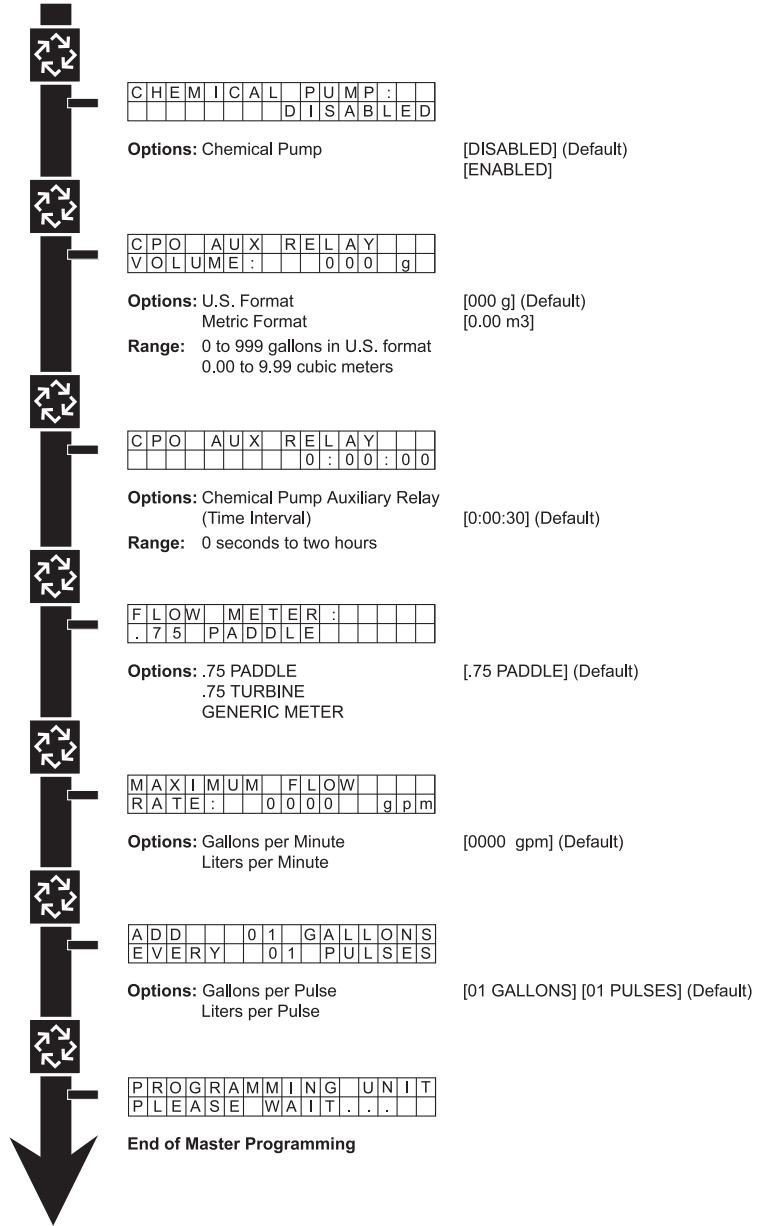 CHEMICAL PUMP:
DISABLED
Options: Chemical Pump [DISABLED] (Default)
[ENABLED]
CPO AUX RELAY
VOLUME: 000 g
Options: U.S. Format [000 g] (Default)
Metric Format [0.00 m3]
Range: 0 to 999 gallons in U.S. format
0.00 to 9.99 cubic meters
CPO AUX RELAY
0:00:00
Options: Chemical Pump Auxiliary Relay
(Time Interval) [0:00:30] (Default)
Range: 0 seconds to two hours
FLOW METER:
.75 PADDLE
Options: .75 PADDLE [.75 PADDLE] (Default)
.75 TURBINE
GENERIC METER
MAXIMUM FLOW
RATE: 0000 gpm
Options: Gallons per Minute [0000 gpm] (Default)
Liters per Minute
ADD 01 GALLONS
EVERY 01 PULSES
Options: Gallons per Pulse [01 GALLONS] [01 PULSES] (Default)
Liters per Pulse
PROGRAMMING UNIT
PLEASE WAIT...
End of Master Programming